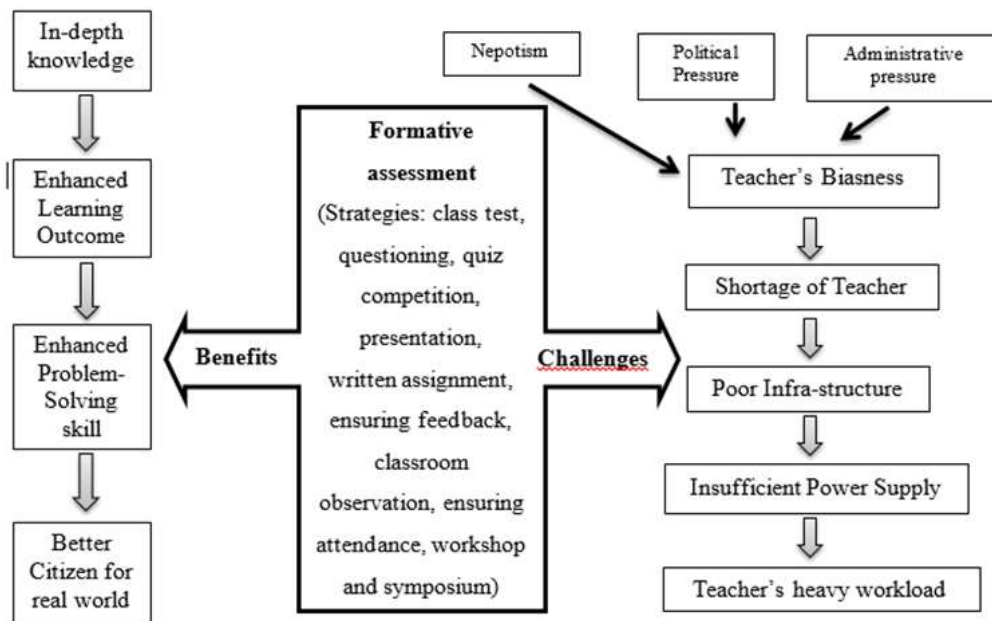 In-depth
knowledge
Enhanced
Learning
Outcome
Enhanced
Problem-
Solving
skill
Better
Citizen for
real world
Benefits
Formative
assessment
(Strategies: class test,
questioning, quiz
competition,
presentation,
written assignment,
ensuring feedback,
classroom
observation, ensuring
attendance, workshop
and symposium)
Challenges
Nepotism
Political
Pressure
Administrative
pressure
Teacher’s Biasness
Shortage of Teacher
Poor Infra-structure
Insufficient Power Supply
Teacher’s heavy workload